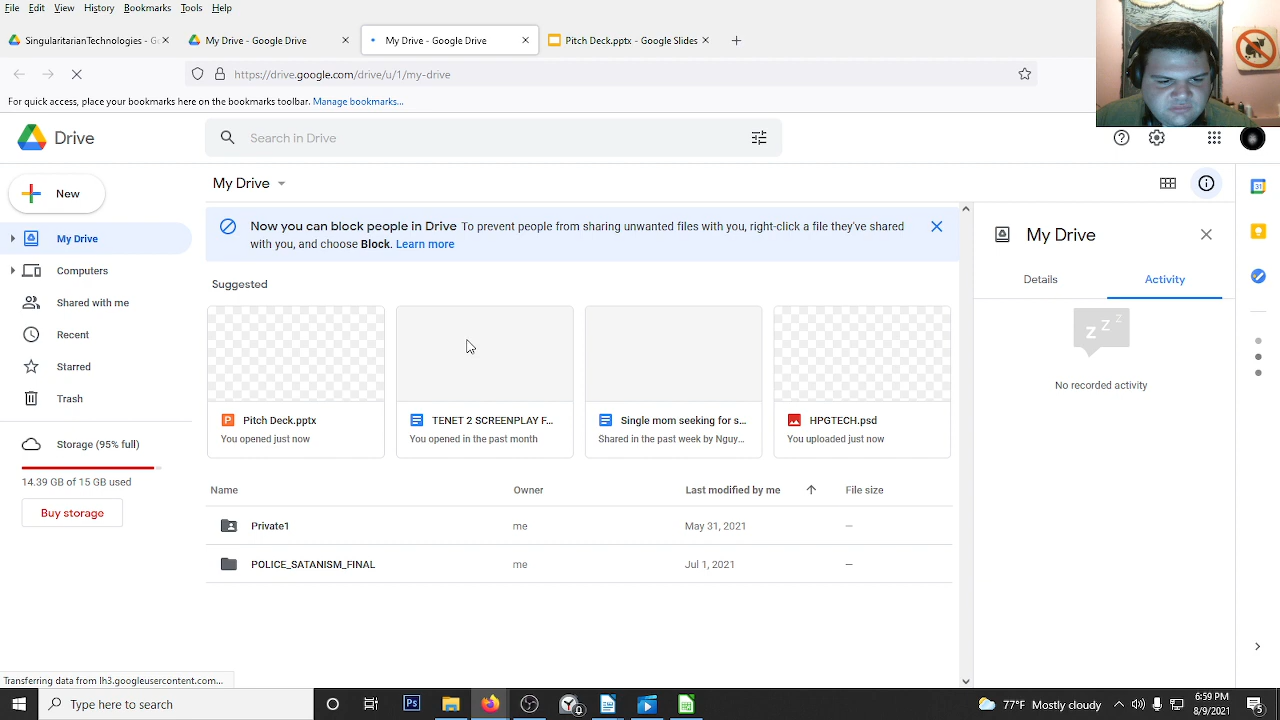 File Edit View History Bookmarks Tools Help
SingulitarianTechnologies - G
My Drive - Google Drive
My Drive - Google Drive
Pitch Deck.pptx - Google Slides
https://drive.google.com/drive/u/1/my-drive
For quick access, place your bookmarks here on the bookmarks toolbar. Manage bookmarks...
Drive
Search in Drive
New
My Drive
Computers
Shared with me
Recent
Starred
Trash
Storage (95% full)
14.39 GB of 15 GB used
Buy storage
My Drive
Now you can block people in Drive To prevent people from sharing unwanted files with you, right-click a file they've shared
with you, and choose Block. Learn more
Suggested
Pitch Deck.pptx
You opened just now
TENET 2 SCREENPLAY F...
You opened in the past month
Single mom seeking for s...
Shared in the past week by Nguy...
HPGTECH.psd
You uploaded just now
Name Owner Last modified by me File size
Private1 me May 31, 2021 —
POLICE_SATANISM_FINAL me Jul 1, 2021 —
My Drive
Details Activity
z z z
No recorded activity
31
Transferring data from lh3.googleusercontent.com...
Type here to search
Ps
77°F Mostly cloudy
6:39 PM
8/9/2021
5